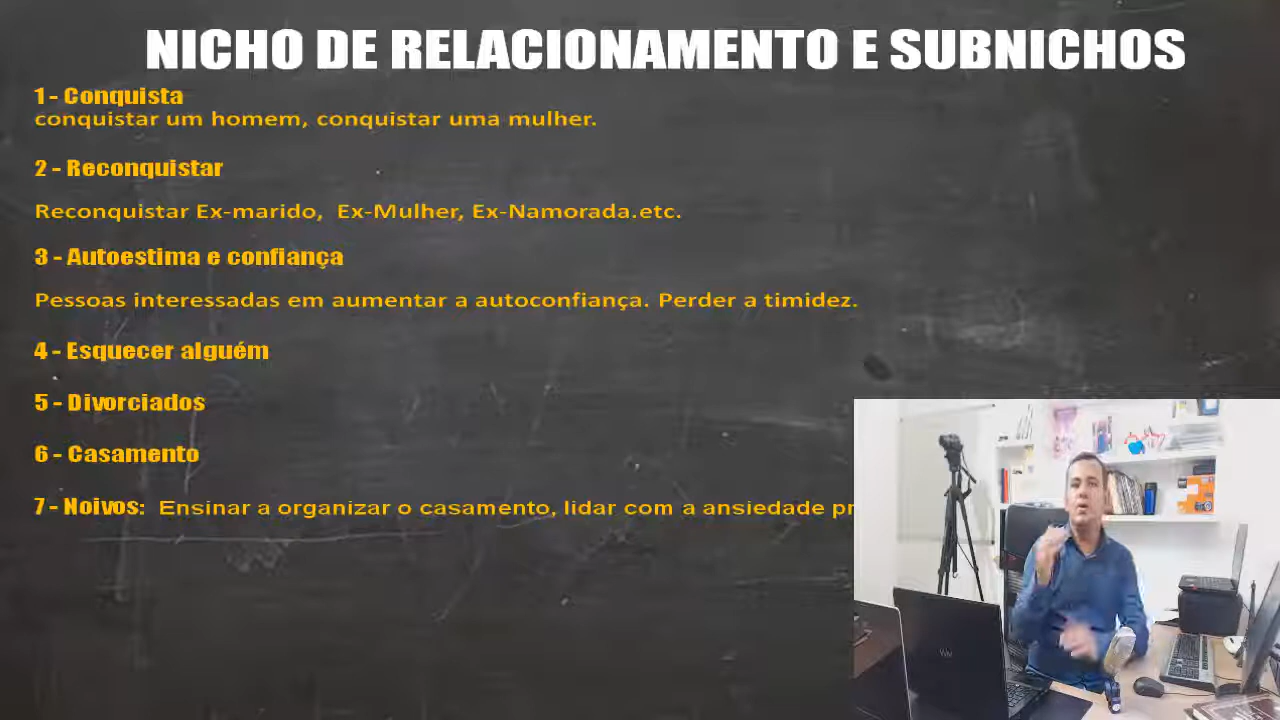 NICHO DE RELACIONAMENTO E SUBNICHOS
1 - Conquista
conquistar um homem, conquistar uma mulher.
2 - Reconquistar
Reconquistar Ex-marido, Ex-Mulher, Ex-Namorada.etc.
3 - Autoestima e confiança
Pessoas interessadas em aumentar a autoconfiança. Perder a timidez.
4 - Esquecer alguém
5 - Divorciados
6 - Casamento
7 - Noivos: Ensinar a organizar o casamento, lidar com a ansiedade